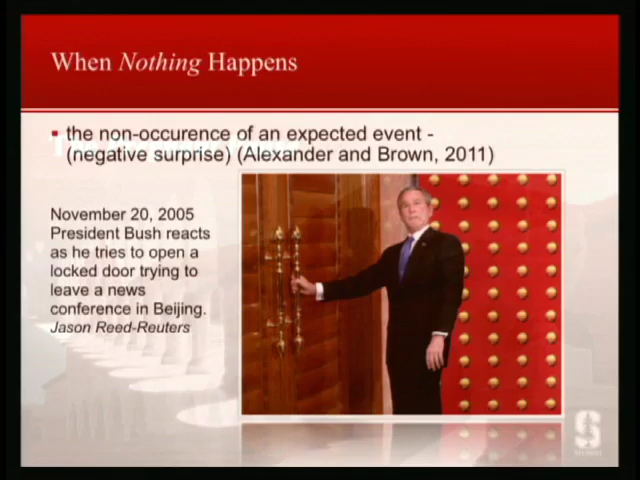 When Nothing Happens
the non-occurence of an expected event -
(negative surprise) (Alexander and Brown, 2011)
November 20, 2005
President Bush reacts
as he tries to open a
locked door trying to
leave a news
conference in Beijing.
Jason Reed-Reuters
S